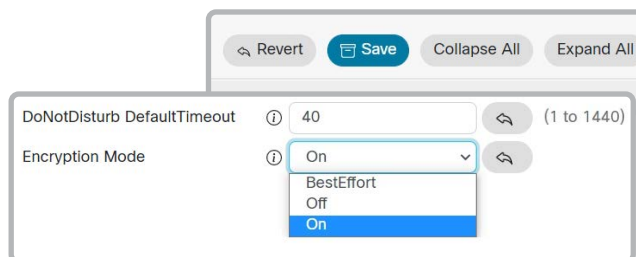 Revert Save Collapse All Expand All
DoNotDisturb DefaultTimeout 40 (1 to 1440)
Encryption Mode On
BestEffort
Off
On